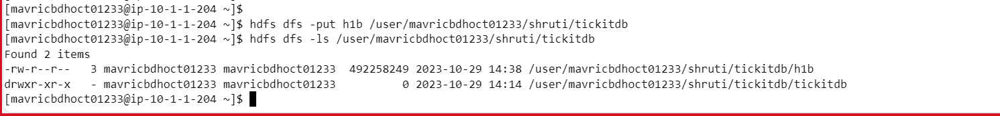 [mavricbdhoct01233@ip-10-1-1-204 ~]$
[mavricbdhoct01233@ip-10-1-1-204 ~]$ hdfs dfs -put h1b /user/mavricbdhoct01233/shruti/tickitdb
[mavricbdhoct01233@ip-10-1-1-204 ~]$ hdfs dfs -ls /user/mavricbdhoct01233/shruti/tickitdb
Found 2 items
-rw-r--r--   3 mavricbdhoct01233 mavricbdhoct01233  492258249 2023-10-29 14:38 /user/mavricbdhoct01233/shruti/tickitdb/h1b
drwxr-xr-x   - mavricbdhoct01233 mavricbdhoct01233          0 2023-10-29 14:14 /user/mavricbdhoct01233/shruti/tickitdb/tickitdb
[mavricbdhoct01233@ip-10-1-1-204 ~]$